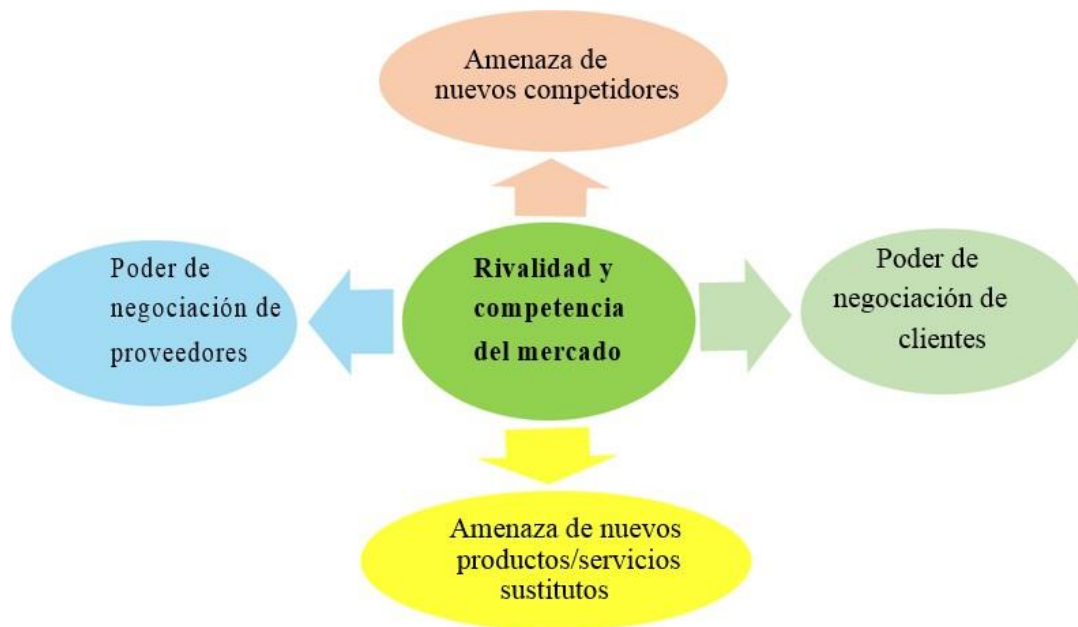 Amenaza de
nuevos competidores
Poder de
negociación de
proveedores
Rivalidad y
competencia
del mercado
Poder de
negociación de
clientes
Amenaza de nuevos
productos/servicios
sustitutos